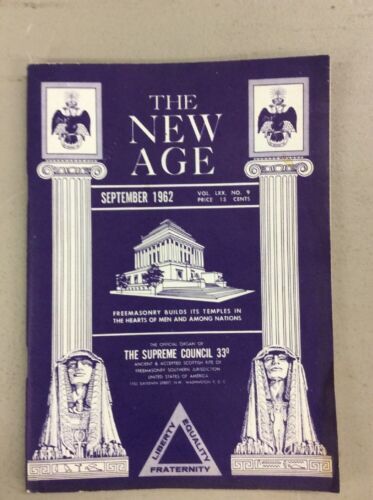 THE
NEW
AGE
SEPTEMBER 1962
VOL. LXX, NO. 9
PRICE 15 CENTS
FREEMASONRY BUILDS ITS TEMPLES IN
THE HEARTS OF MEN AND AMONG NATIONS
THE OFFICIAL ORGAN OF
THE SUPREME COUNCIL 33°
ANCIENT & ACCEPTED SCOTTISH RITE OF
FREEMASONRY SOUTHERN JURISDICTION
UNITED STATES OF AMERICA
SIXTEENTH STREET, N.W. WASHINGTON 9, D. C.
LIBERTY
EQUALITY
FRATERNITY